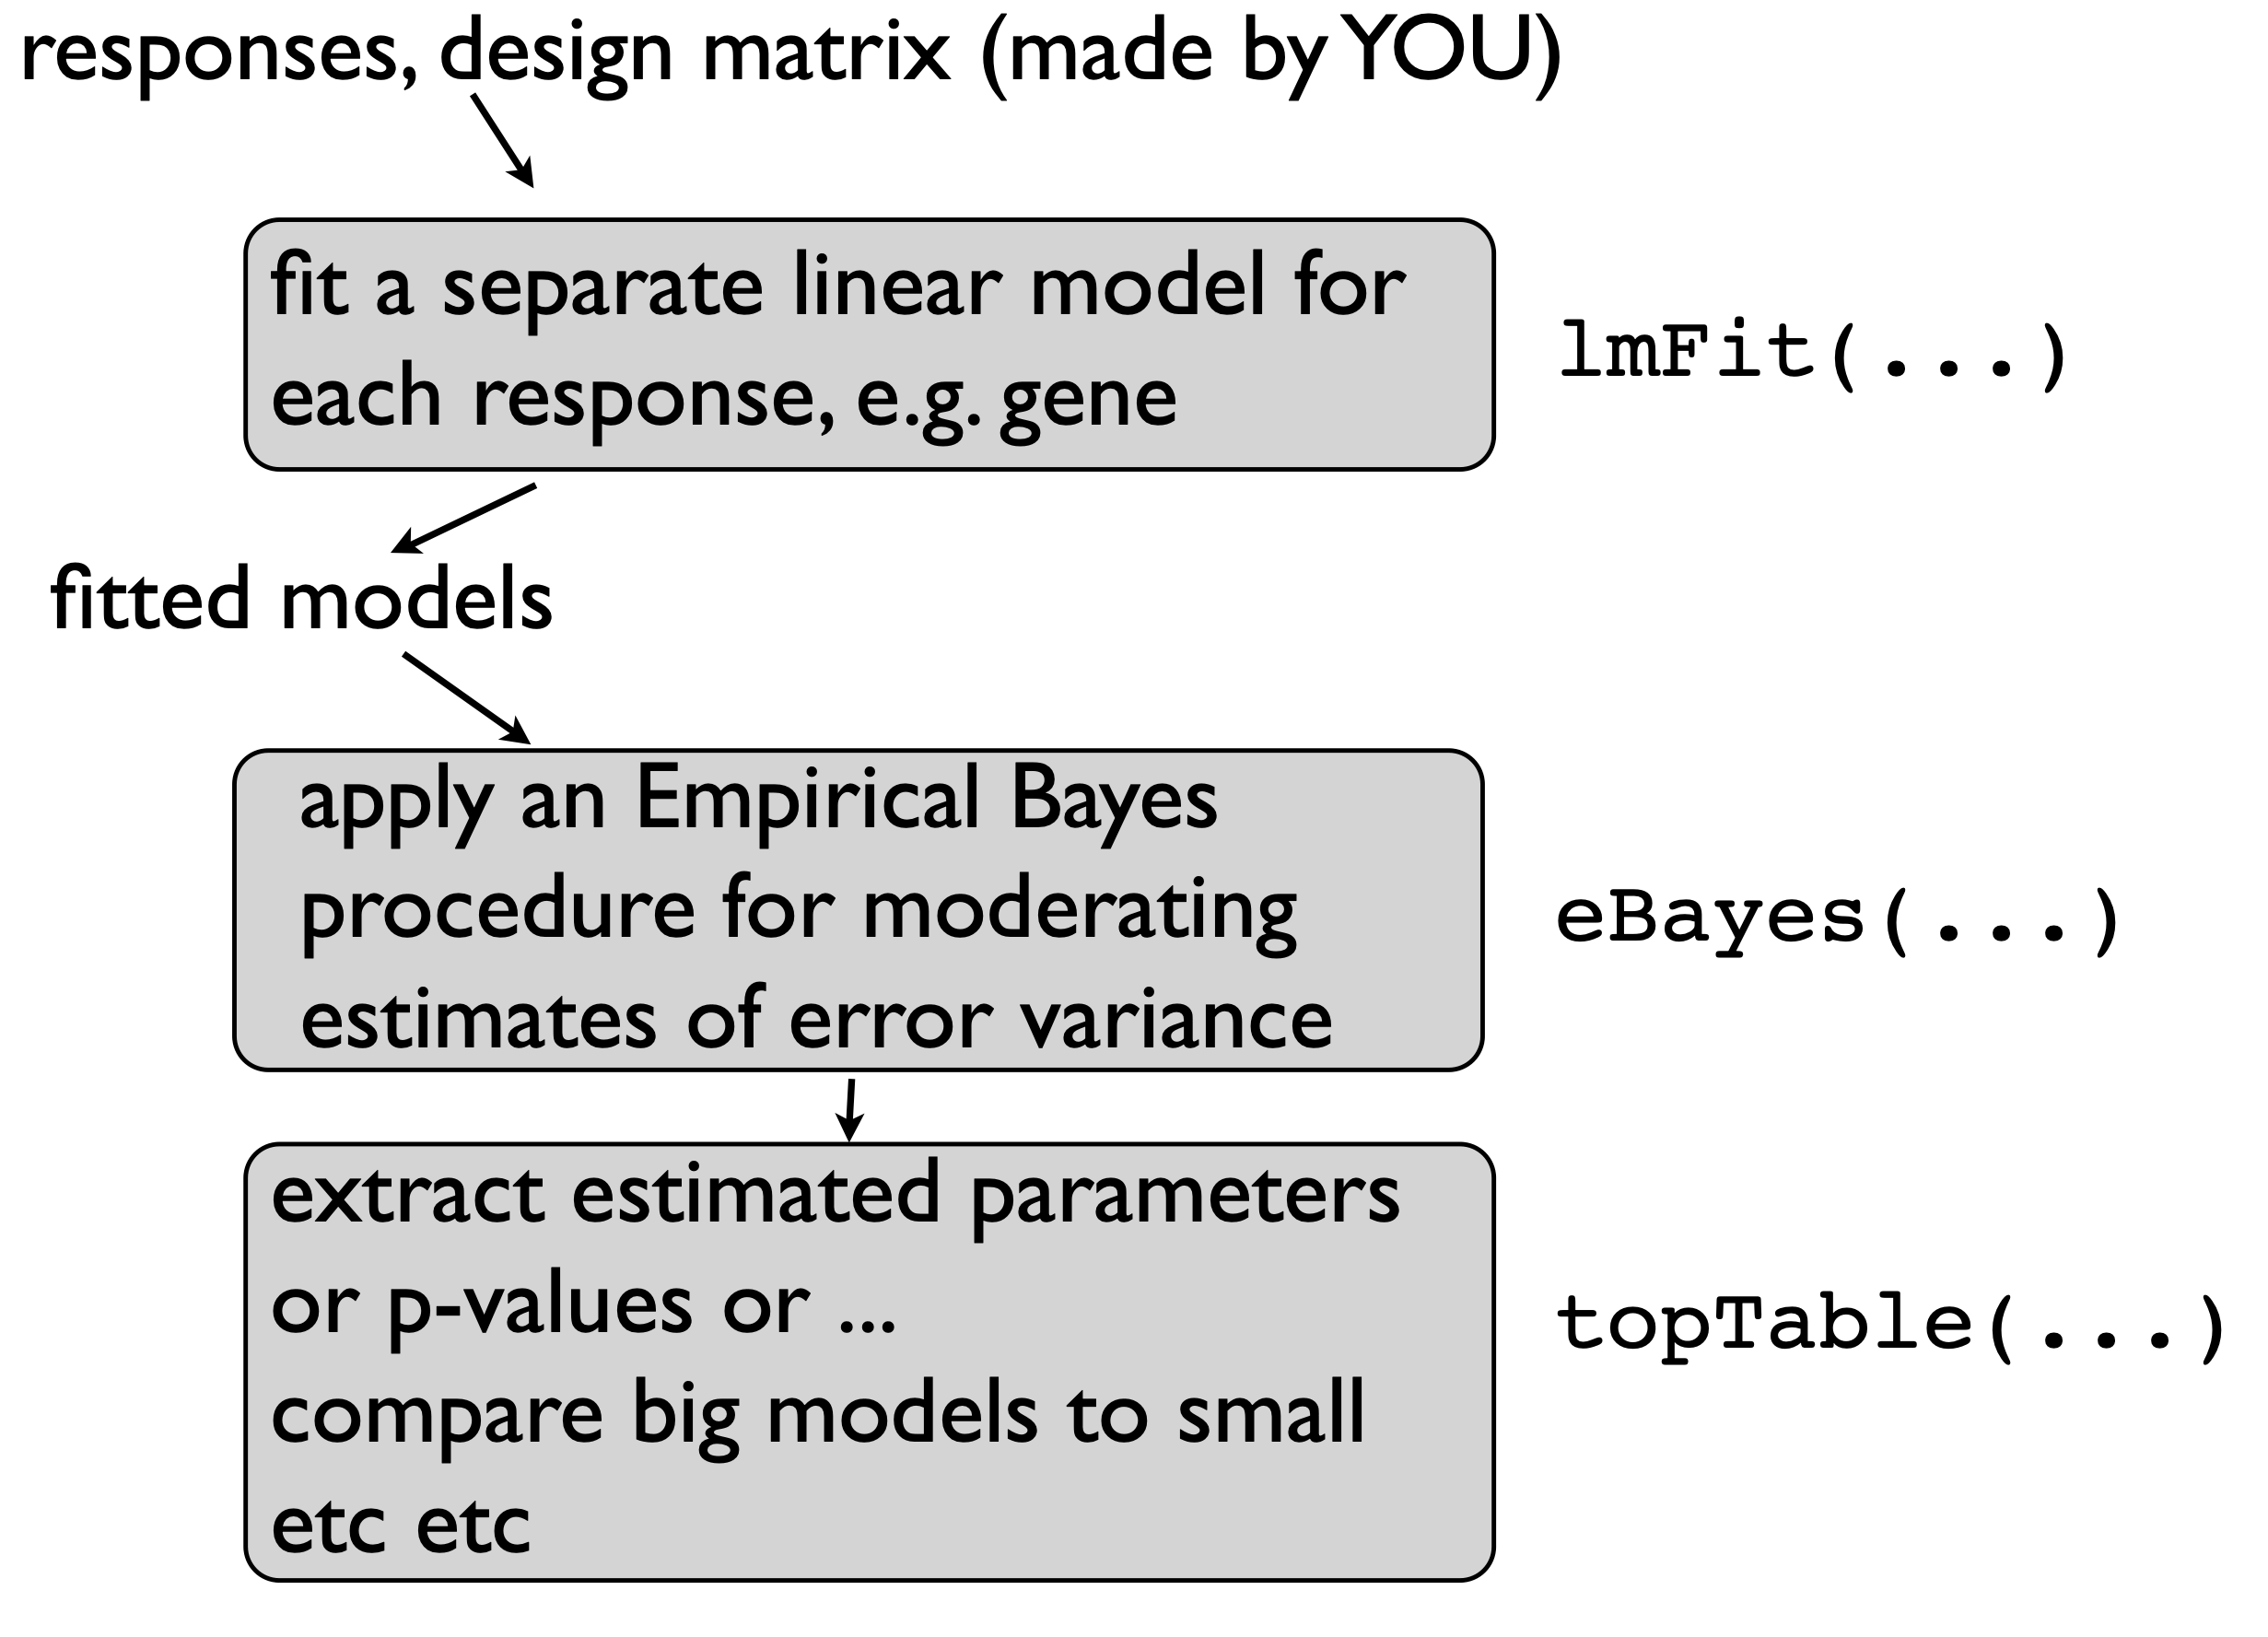 responses, design matrix (made by YOU)
fit a separate linear model for
each response, e.g. gene
lmFit(...)
fitted models
apply an Empirical Bayes
procedure for moderating
estimates of error variance
eBayes(...)
extract estimated parameters
or p-values or ...
compare big models to small
etc etc
topTable(...)